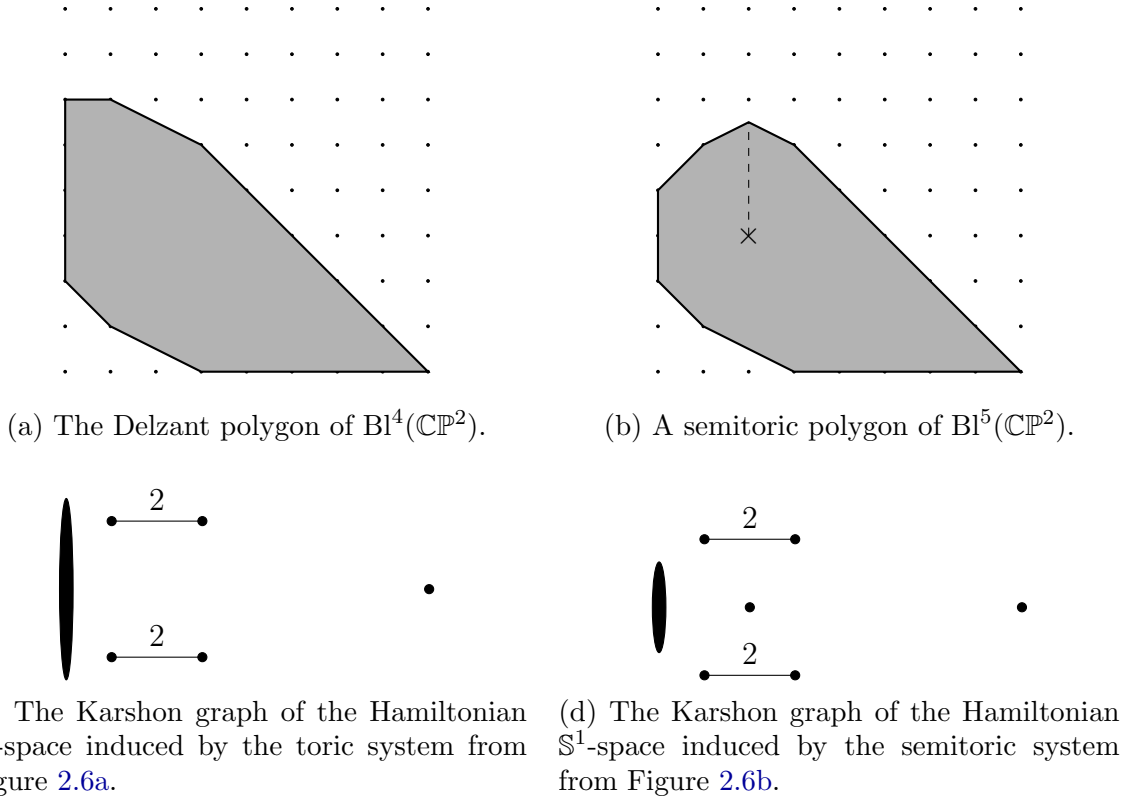 (a) The Delzant polygon of Bl⁴(ℂℙ²).
(b) A semitoric polygon of Bl⁵(ℂℙ²).
2
2
2
2
The Karshon graph of the Hamiltonian
-space induced by the toric system from
gure 2.6a.
(d) The Karshon graph of the Hamiltonian
𝕊¹-space induced by the semitoric system
from Figure 2.6b.